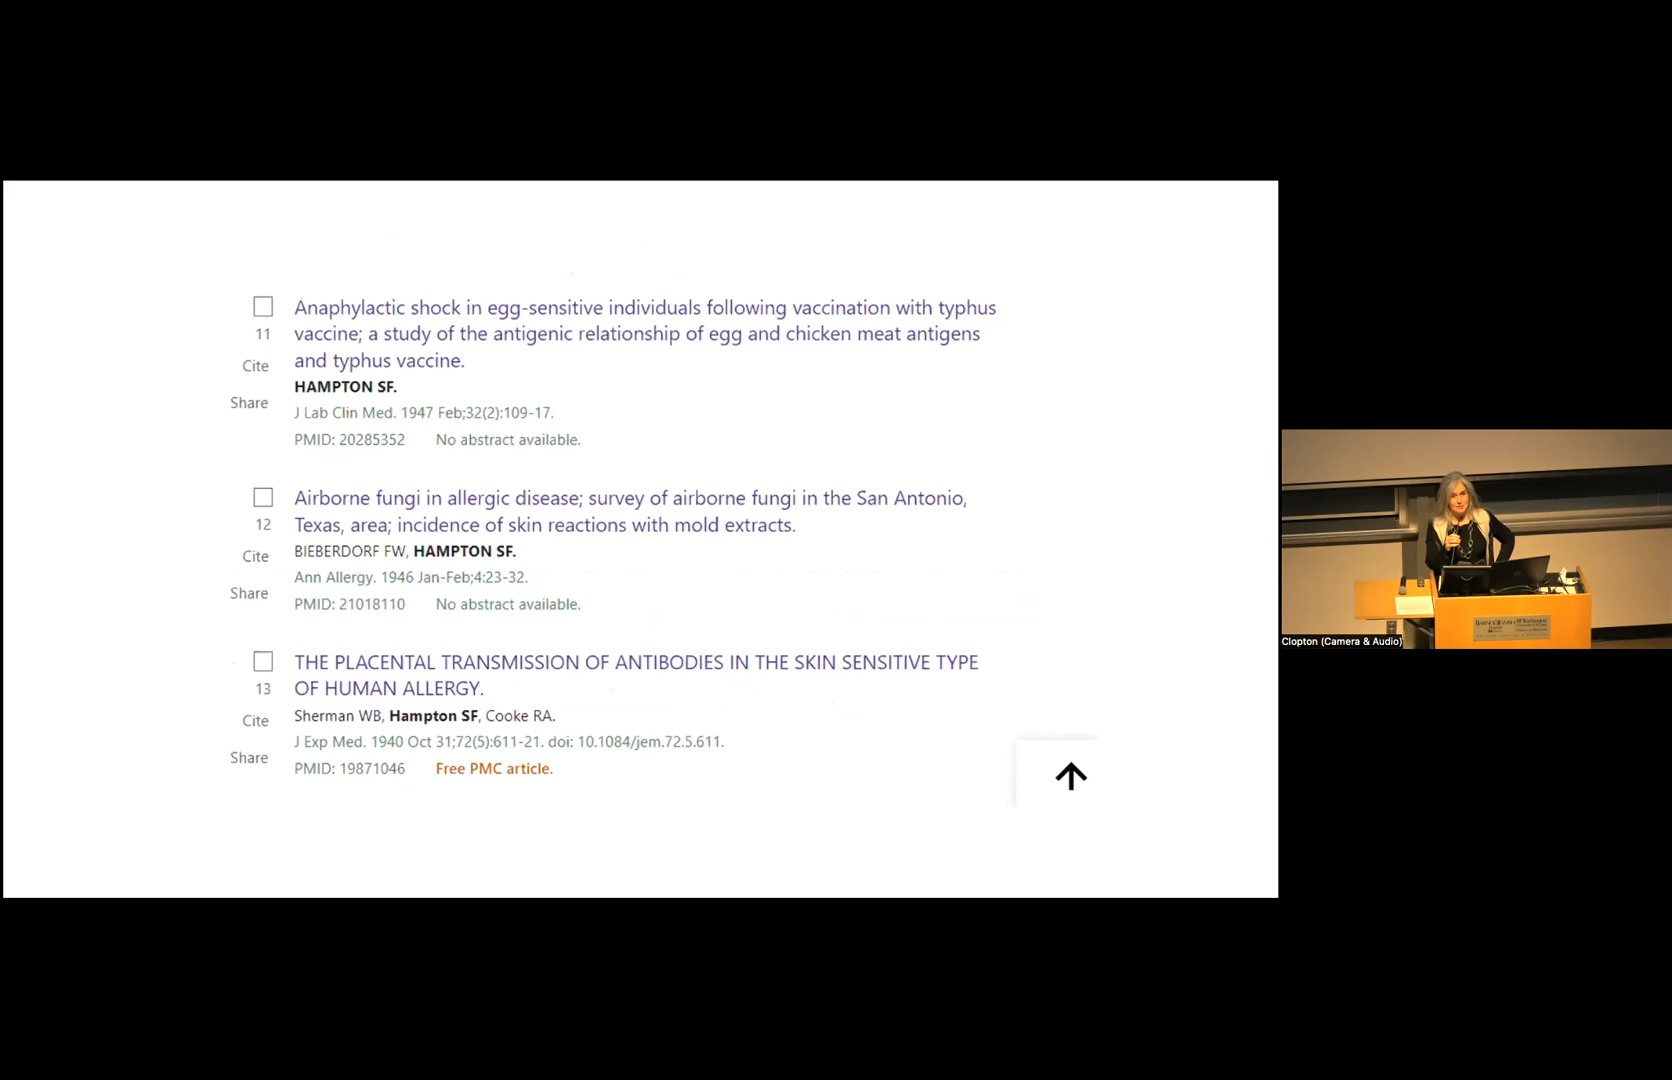 Anaphylactic shock in egg-sensitive individuals following vaccination with typhus
11
vaccine; a study of the antigenic relationship of egg and chicken meat antigens
Cite
and typhus vaccine.
HAMPTON SF.
Share
J Lab Clin Med. 1947 Feb;32(2):109-17.
PMID: 20285352 No abstract available.
Airborne fungi in allergic disease; survey of airborne fungi in the San Antonio,
12
Texas, area; incidence of skin reactions with mold extracts.
Cite
BIEBERDORF FW, HAMPTON SF.
Ann Allergy. 1946 Jan-Feb;4:23-32.
Share
PMID: 21018110 No abstract available.
THE PLACENTAL TRANSMISSION OF ANTIBODIES IN THE SKIN SENSITIVE TYPE
13
OF HUMAN ALLERGY.
Cite
Sherman WB, Hampton SF, Cooke RA.
J Exp Med. 1940 Oct 31;72(5):611-21. doi: 10.1084/jem.72.5.611.
Share
PMID: 19871046 Free PMC article.
Clopton (Camera & Audio)